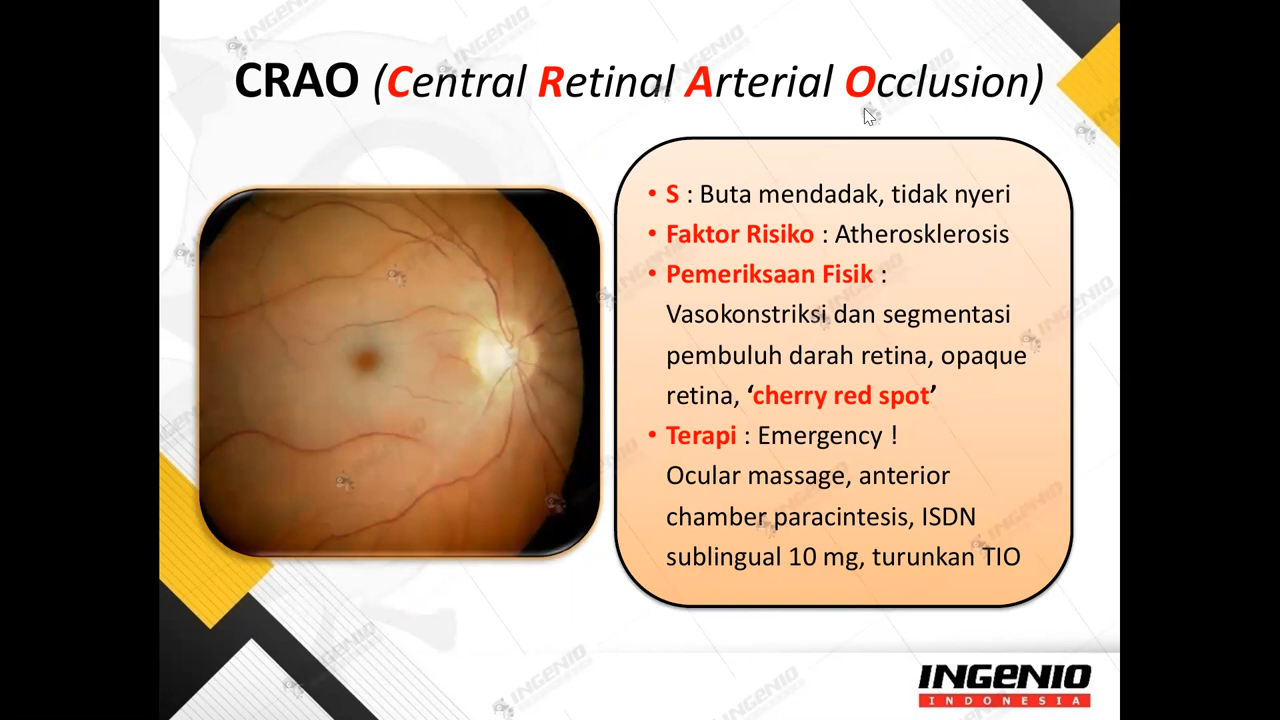 CRAO (Central Retinal Arterial Occlusion)
• S : Buta mendadak, tidak nyeri
• Faktor Risiko : Atherosklerosis
• Pemeriksaan Fisik :
Vasokonstriksi dan segmentasi
pembuluh darah retina, opaque
retina, ‘cherry red spot’
• Terapi : Emergency !
Ocular massage, anterior
chamber paracintesis, ISDN
sublingual 10 mg, turunkan TIO
INGENIO
INDONESIA